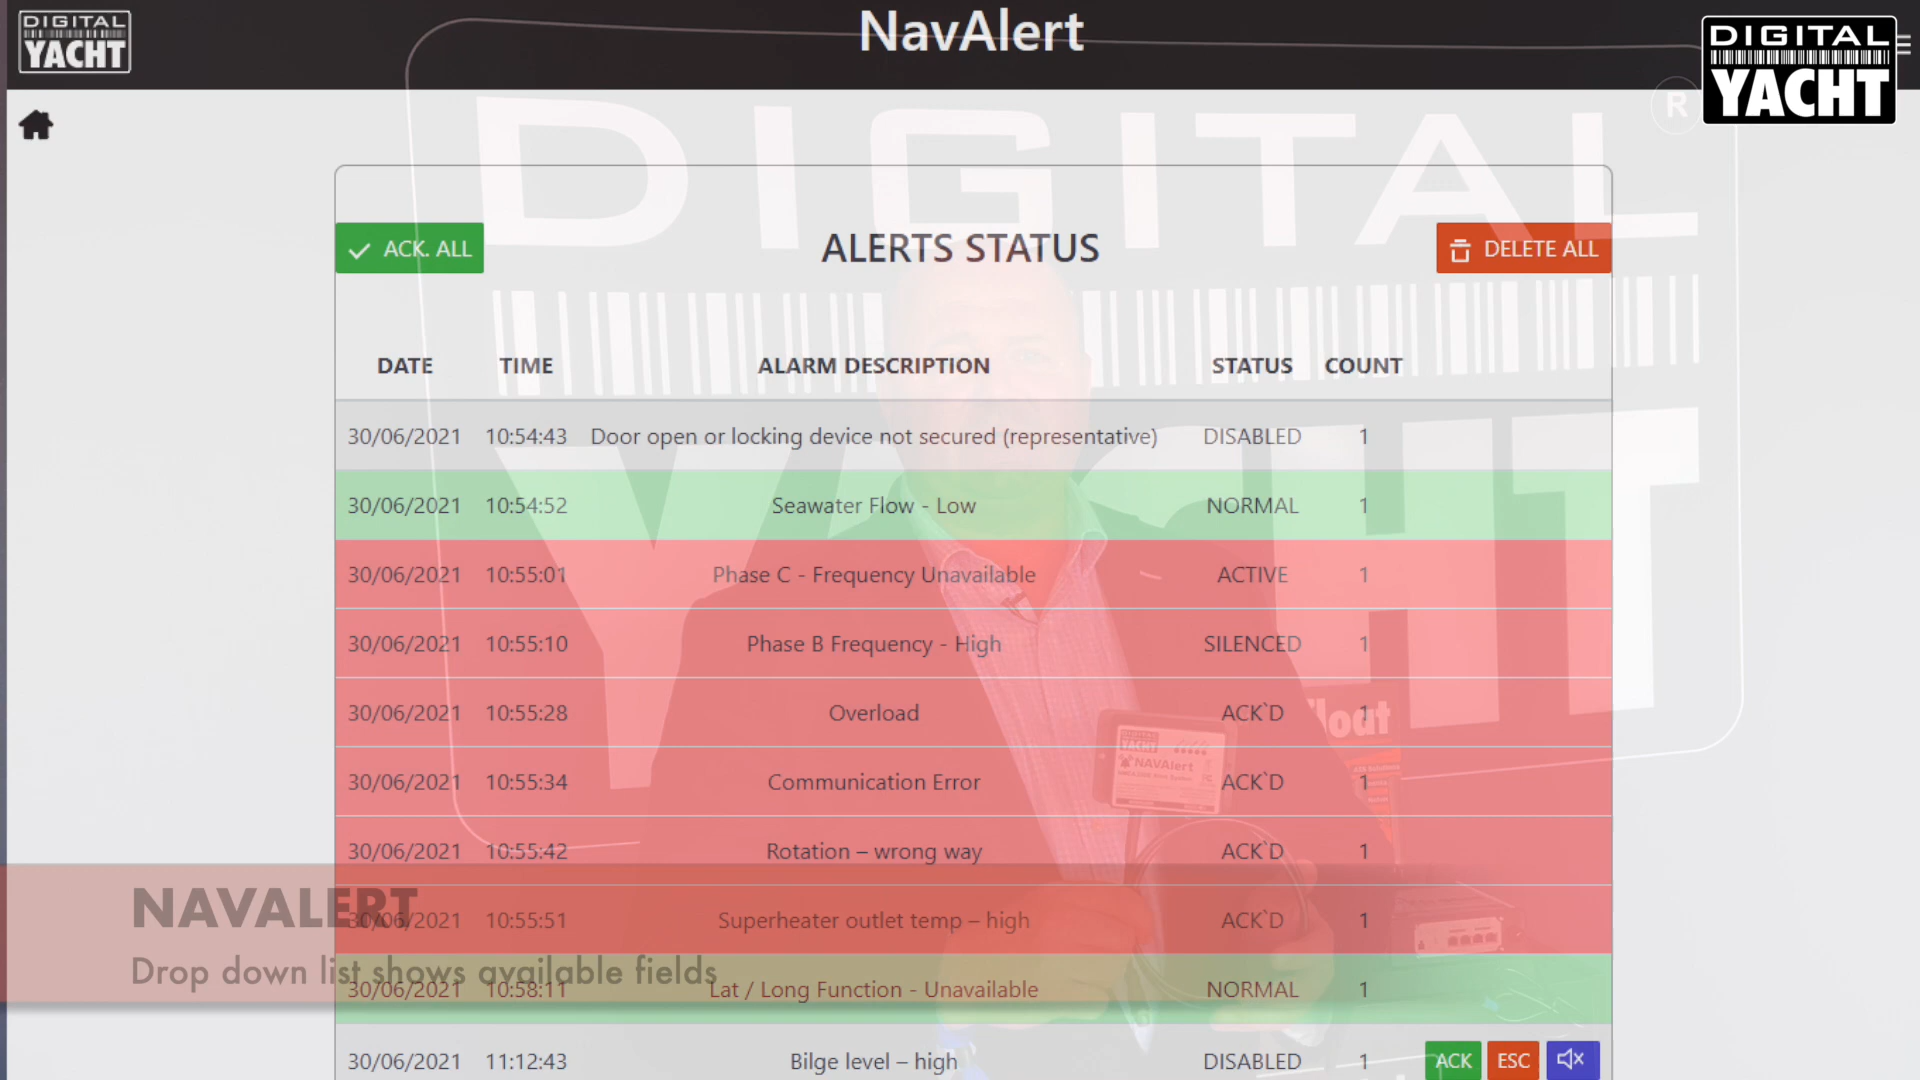 DIGITAL
YACHT
NavAlert
DIGITAL
YACHT
R
DIGITAL
YACHT
ACK. ALL
ALERTS STATUS
DELETE ALL
DATE TIME ALARM DESCRIPTION STATUS COUNT
30/06/2021 10:54:43 Door open or locking device not secured (representative) DISABLED 1
30/06/2021 10:54:52 Seawater Flow - Low NORMAL 1
30/06/2021 10:55:01 Phase C - Frequency Unavailable ACTIVE 1
30/06/2021 10:55:10 Phase B Frequency - High SILENCED 1
30/06/2021 10:55:28 Overload ACK`D 1
30/06/2021 10:55:34 Communication Error ACK`D 1
30/06/2021 10:55:42 Rotation – wrong way ACK`D 1
30/06/2021 10:55:51 Superheater outlet temp – high ACK`D 1
30/06/2021 10:58:11 Lat / Long Function - Unavailable NORMAL 1
30/06/2021 11:12:43 Bilge level – high DISABLED 1 ACK ESC
DIGITAL
YACHT
NAVAlert
float
NAVALERT
Drop down list shows available fields